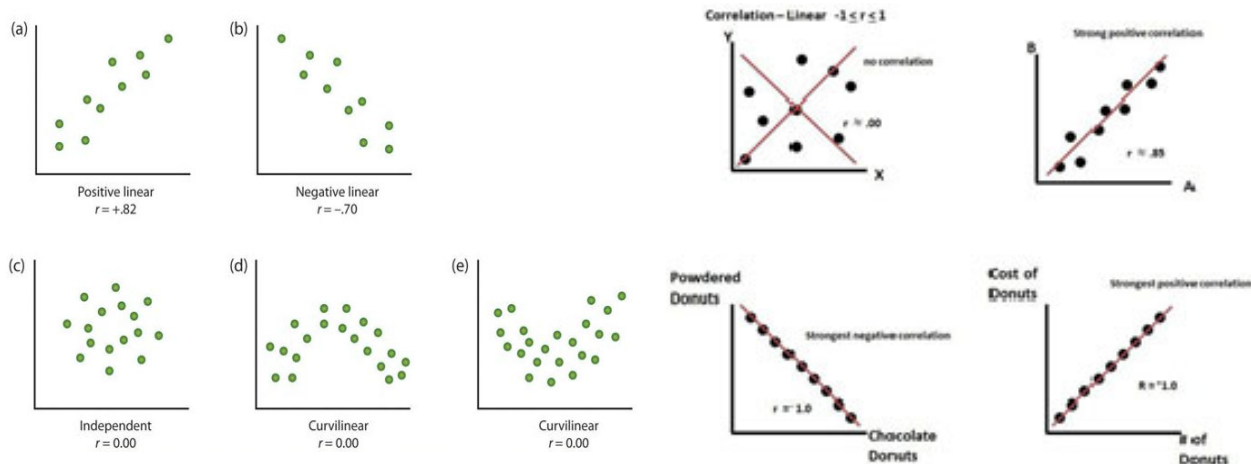 (a)
Positive linear
r = +.82
(b)
Negative linear
r = –.70
(c)
Independent
r = 0.00
(d)
Curvilinear
r = 0.00
(e)
Curvilinear
r = 0.00
Correlation – Linear -1 ≤ r ≤ 1
Y
no correlation
r ≈ .00
X
Strong positive correlation
B
r ≈ .85
A
Powdered
Donuts
Strongest negative correlation
r = 1.0
Chocolate
Donuts
Cost of
Donuts
Strongest positive correlation
R = 1.0
# of
Donuts